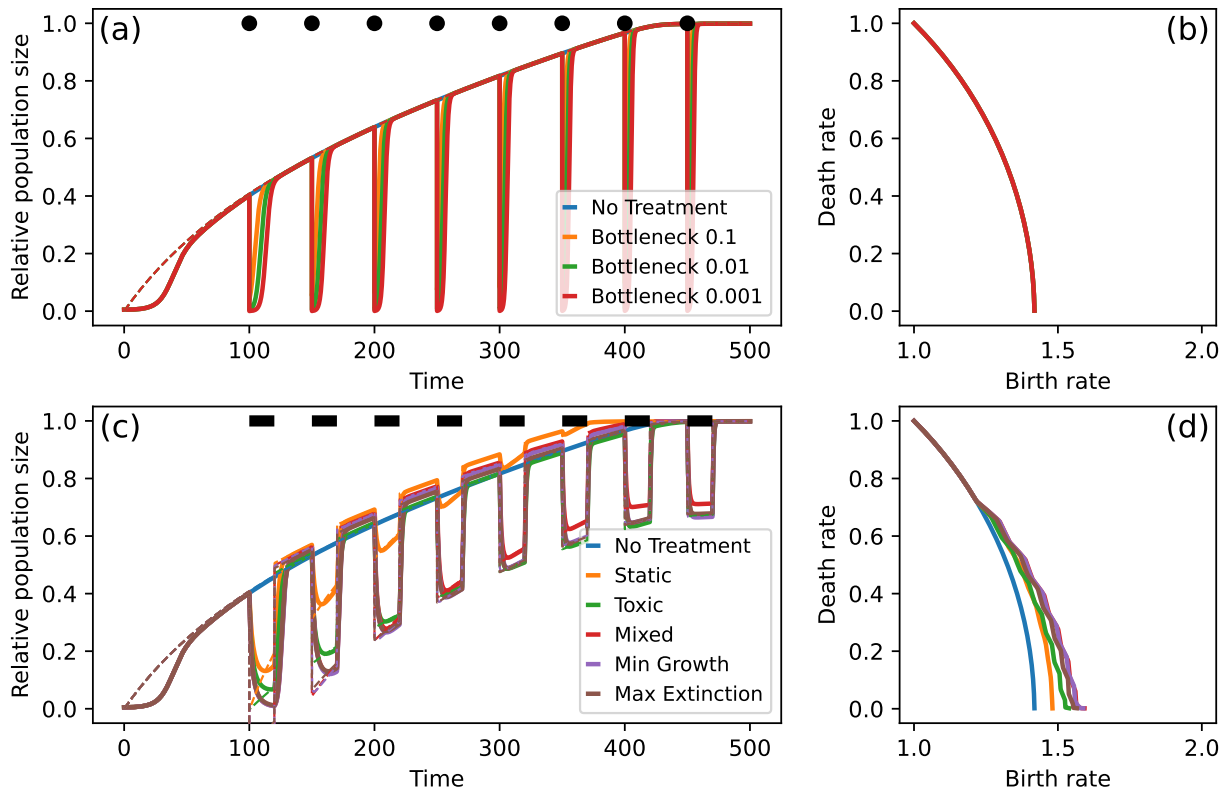 (a)
Relative population size
1.0
0.8
0.6
0.4
0.2
0.0
No Treatment
Bottleneck 0.1
Bottleneck 0.01
Bottleneck 0.001
0 100 200 300 400 500
Time
(b)
Death rate
1.0
0.8
0.6
0.4
0.2
0.0
1.0 1.5 2.0
Birth rate
(c)
Relative population size
1.0
0.8
0.6
0.4
0.2
0.0
No Treatment
Static
Toxic
Mixed
Min Growth
Max Extinction
0 100 200 300 400 500
Time
(d)
Death rate
1.0
0.8
0.6
0.4
0.2
0.0
1.0 1.5 2.0
Birth rate